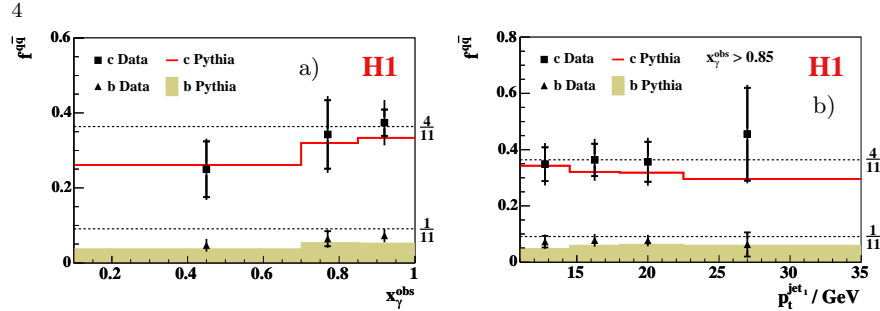 4
f^{qq̄}
0.6
0.4
0.2
0
c Data
c Pythia
b Data
b Pythia
a)
H1
4/11
1/11
0.2
0.4
0.6
0.8
1
x_γ^{obs}
f^{qq̄}
0.8
0.6
0.4
0.2
0
c Data
c Pythia
x_γ^{obs} > 0.85
b Data
b Pythia
H1
b)
4/11
1/11
15
20
25
30
35
p_t^{jet 1} / GeV